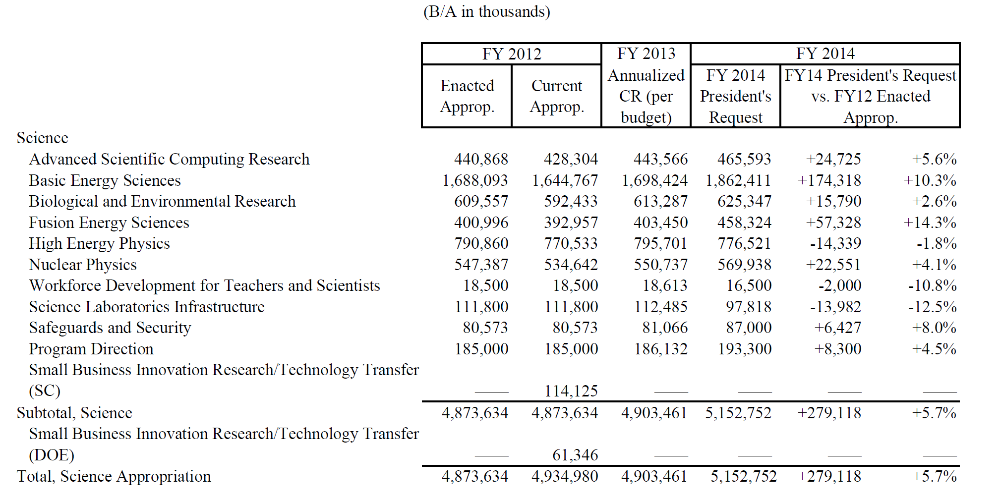 (B/A in thousands)
FY 2012 FY 2013 FY 2014
Enacted Approp. Current Approp. Annualized CR (per budget) FY 2014 President's Request FY14 President's Request vs. FY12 Enacted Approp.
Science
Advanced Scientific Computing Research 440,868 428,304 443,566 465,593 +24,725 +5.6%
Basic Energy Sciences 1,688,093 1,644,767 1,698,424 1,862,411 +174,318 +10.3%
Biological and Environmental Research 609,557 592,433 613,287 625,347 +15,790 +2.6%
Fusion Energy Sciences 400,996 392,957 403,450 458,324 +57,328 +14.3%
High Energy Physics 790,860 770,533 795,701 776,521 -14,339 -1.8%
Nuclear Physics 547,387 534,642 550,737 569,938 +22,551 +4.1%
Workforce Development for Teachers and Scientists 18,500 18,500 18,613 16,500 -2,000 -10.8%
Science Laboratories Infrastructure 111,800 111,800 112,485 97,818 -13,982 -12.5%
Safeguards and Security 80,573 80,573 81,066 87,000 +6,427 +8.0%
Program Direction 185,000 185,000 186,132 193,300 +8,300 +4.5%
Small Business Innovation Research/Technology Transfer
(SC) —— 114,125 —— —— —— ——
Subtotal, Science 4,873,634 4,873,634 4,903,461 5,152,752 +279,118 +5.7%
Small Business Innovation Research/Technology Transfer
(DOE) —— 61,346 —— —— —— ——
Total, Science Appropriation 4,873,634 4,934,980 4,903,461 5,152,752 +279,118 +5.7%